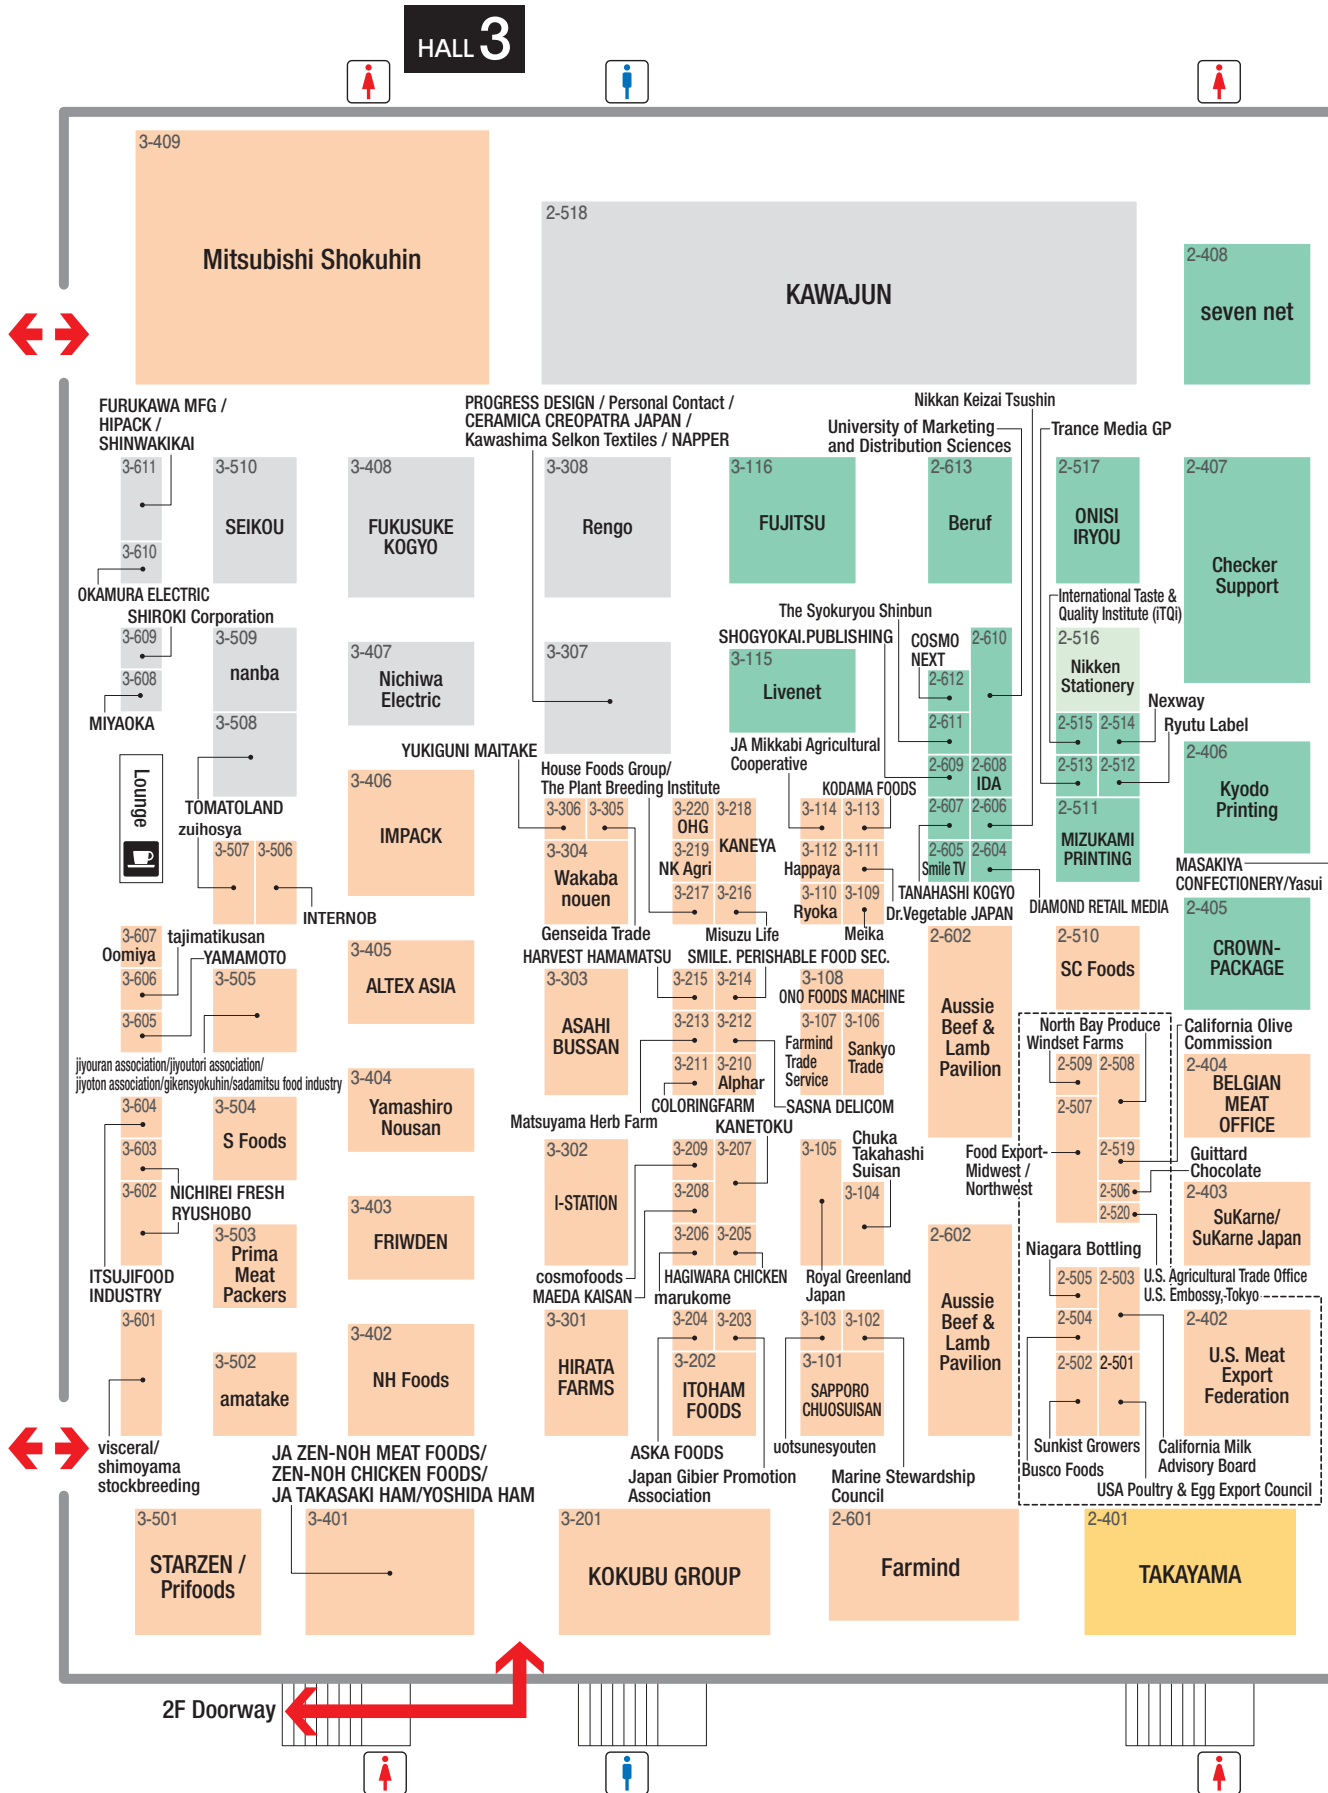 HALL 3
3-409
Mitsubishi Shokuhin
2-518
KAWAJUN
2-408
seven net
FURUKAWA MFG /
HIPACK /
SHINWAKIKAI
PROGRESS DESIGN / Personal Contact /
CERAMICA CREOPATRA JAPAN /
Kawashima Selkon Textiles / NAPPER
Nikkan Keizai Tsushin
University of Marketing
and Distribution Sciences
Trance Media GP
3-611
3-510
SEIKOU
3-408
FUKUSUKE
KOGYO
3-308
Rengo
3-116
FUJITSU
2-613
Beruf
2-517
ONISI
IRYOU
2-407
Checker
Support
3-610
OKAMURA ELECTRIC
SHIROKI Corporation
International Taste &
Quality Institute (iTQi)
The Syokuryou Shinbun
SHOGYOKAI.PUBLISHING
COSMO
NEXT
3-609
3-608
MIYAOKA
3-509
nanba
3-508
TOMATOLAND
3-407
Nichiwa
Electric
3-307
3-115
Livenet
2-610
2-612
2-611
2-609
2-608
IDA
2-516
Nikken
Stationery
Nexway
2-515
2-514
Ryutu Label
2-513
2-512
2-406
Kyodo
Printing
YUKIGUNI MAITAKE
House Foods Group/
The Plant Breeding Institute
JA Mikkabi Agricultural
Cooperative
KODAMA FOODS
Lounge
zuihosya
3-507
3-506
INTERNOB
3-406
IMPACK
3-306
3-305
3-304
Wakaba
nouen
Genseida Trade
3-220
OHG
3-218
KANEYA
3-219
NK Agri
3-217
3-216
Misuzu Life
3-114
3-113
3-112
Happaya
3-111
3-110
Ryoka
3-109
Meika
Dr.Vegetable JAPAN
2-607
2-606
2-605
Smile TV
2-604
TANAHASHI KOGYO
DIAMOND RETAIL MEDIA
2-511
MIZUKAMI
PRINTING
MASAKIYA
CONFECTIONERY/Yasui
2-405
CROWN-
PACKAGE
3-607
Oomiya
tajimatikusan
YAMAMOTO
3-606
3-605
3-505
jiyouran association/jiyoutori association/
jiyoton association/gikensyokuhin/sadamitsu food industry
3-405
ALTEX ASIA
HARVEST HAMAMATSU
SMILE. PERISHABLE FOOD SEC.
3-303
ASAHI
BUSSAN
3-215
3-214
3-213
3-212
3-211
3-210
Alphar
COLORINGFARM
Matsuyama Herb Farm
SASNA DELICOM
3-108
ONO FOODS MACHINE
3-107
Farmind
Trade
Service
3-106
Sankyo
Trade
2-602
Aussie
Beef &
Lamb
Pavilion
2-510
SC Foods
North Bay Produce
Windset Farms
California Olive
Commission
2-509
2-508
2-507
2-404
BELGIAN
MEAT
OFFICE
3-604
3-603
3-602
NICHIREI FRESH
RYUSHOBO
ITSUJIFOOD
INDUSTRY
3-504
S Foods
3-503
Prima
Meat
Packers
3-404
Yamashiro
Nousan
3-403
FRIWDEN
3-302
I-STATION
KANETOKU
3-209
3-207
3-208
3-206
3-205
cosmofoods
MAEDA KAISAN
marukome
HAGIWARA CHICKEN
Chuka
Takahashi
Suisan
3-105
3-104
Royal Greenland
Japan
Food Export-
Midwest /
Northwest
2-519
Guittard
Chocolate
2-506
2-520
2-403
SuKarne/
SuKarne Japan
2-602
Aussie
Beef &
Lamb
Pavilion
Niagara Bottling
U.S. Agricultural Trade Office
U.S. Embossy,-Tokyo
2-505
2-503
2-504
2-502
2-501
2-402
U.S. Meat
Export
Federation
3-601
visceral/
shimoyama
stockbreeding
3-502
amatake
3-402
NH Foods
3-301
HIRATA
FARMS
3-204
3-203
3-202
ITOHAM
FOODS
ASKA FOODS
Japan Gibier Promotion
Association
3-103
3-102
3-101
SAPPORO
CHUOSUISAN
uotsunesyouten
Marine Stewardship
Council
Sunkist Growers
Busco Foods
California Milk
Advisory Board
USA Poultry & Egg Export Council
JA ZEN-NOH MEAT FOODS/
ZEN-NOH CHICKEN FOODS/
JA TAKASAKI HAM/YOSHIDA HAM
3-501
STARZEN /
Prifoods
3-401
3-201
KOKUBU GROUP
2-601
Farmind
2-401
TAKAYAMA
2F Doorway